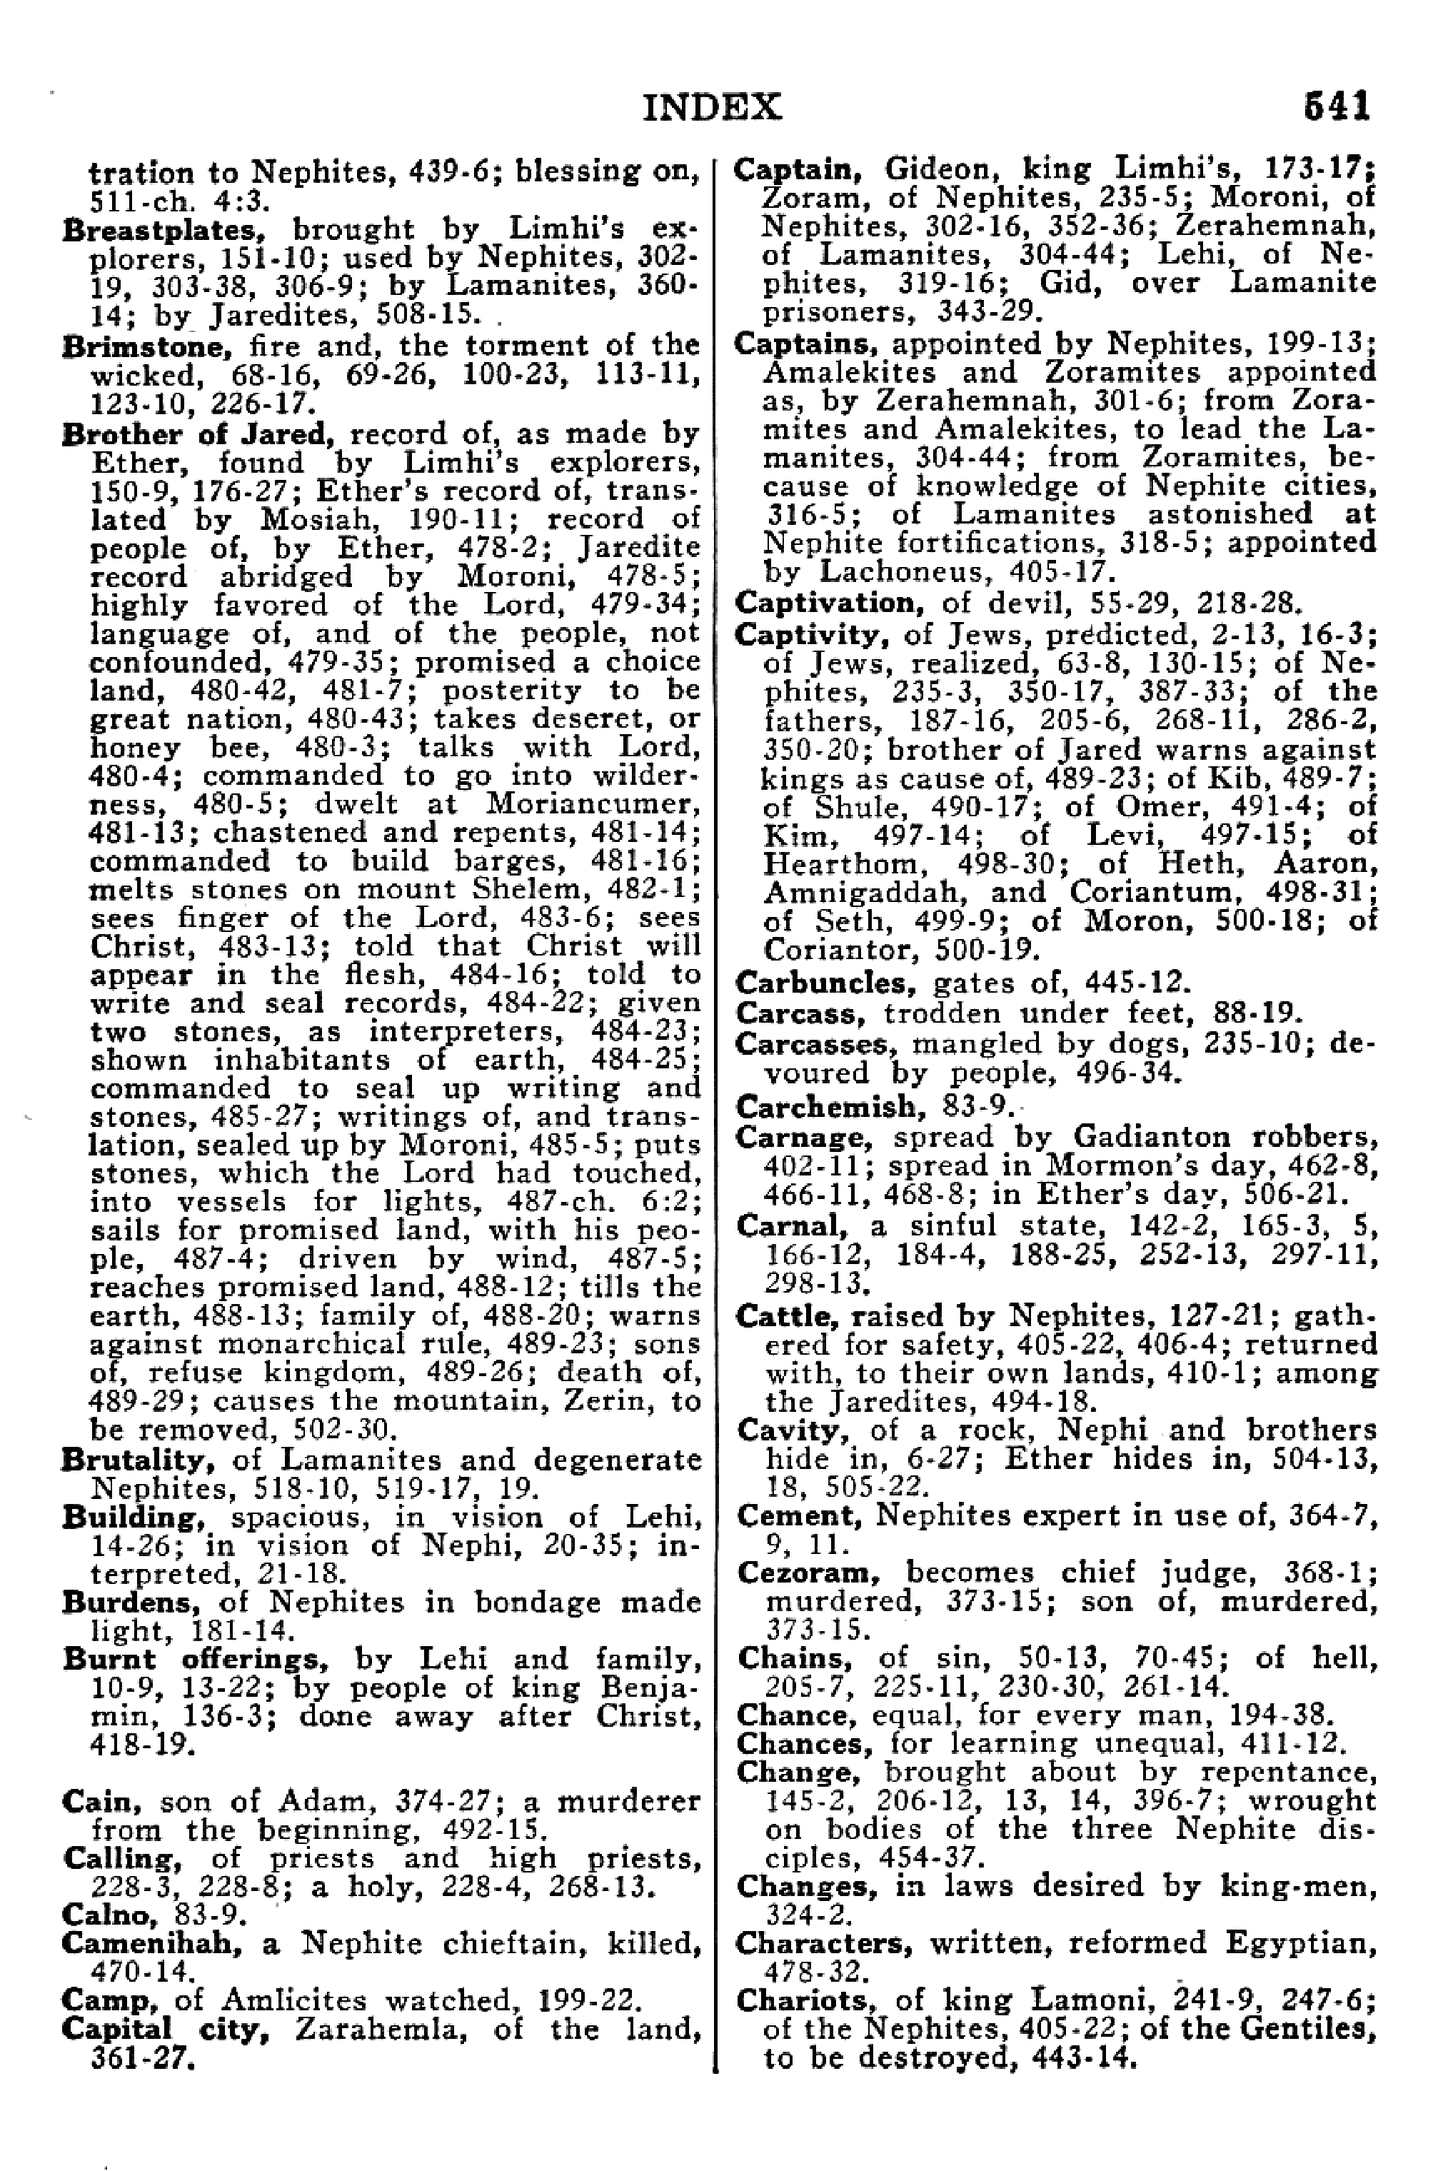 INDEX 541
tration to Nephites, 439-6; blessing on,
511-ch. 4:3.
Breastplates, brought by Limhi's ex-
plorers, 151-10; used by Nephites, 302-
19, 303-38, 306-9; by Lamanites, 360-
14; by Jaredites, 508-15.
Brimstone, fire and, the torment of the
wicked, 68-16, 69-26, 100-23, 113-11,
123-10, 226-17.
Brother of Jared, record of, as made by
Ether, found by Limhi's explorers,
150-9, 176-27; Ether's record of, trans-
lated by Mosiah, 190-11; record of
people of, by Ether, 478-2; Jaredite
record abridged by Moroni, 478-5;
highly favored of the Lord, 479-34;
language of, and of the people, not
confounded, 479-35; promised a choice
land, 480-42, 481-7; posterity to be
great nation, 480-43; takes deseret, or
honey bee, 480-3; talks with Lord,
480-4; commanded to go into wilder-
ness, 480-5; dwelt at Moriancumer,
481-13; chastened and repents, 481-14;
commanded to build barges, 481-16;
melts stones on mount Shelem, 482-1;
sees finger of the Lord, 483-6; sees
Christ, 483-13; told that Christ will
appear in the flesh, 484-16; told to
write and seal records, 484-22; given
two stones, as interpreters, 484-23;
shown inhabitants of earth, 484-25;
commanded to seal up writing and
stones, 485-27; writings of, and trans-
lation, sealed up by Moroni, 485-5; puts
stones, which the Lord had touched,
into vessels for lights, 487-ch. 6:2;
sails for promised land, with his peo-
ple, 487-4; driven by wind, 487-5;
reaches promised land, 488-12; tills the
earth, 488-13; family of, 488-20; warns
against monarchical rule, 489-23; sons
of, refuse kingdom, 489-26; death of,
489-29; causes the mountain, Zerin, to
be removed, 502-30.
Brutality, of Lamanites and degenerate
Nephites, 518-10, 519-17, 19.
Building, spacious, in vision of Lehi,
14-26; in vision of Nephi, 20-35; in-
terpreted, 21-18.
Burdens, of Nephites in bondage made
light, 181-14.
Burnt offerings, by Lehi and family,
10-9, 13-22; by people of king Benja-
min, 136-3; done away after Christ,
418-19.
Cain, son of Adam, 374-27; a murderer
from the beginning, 492-15.
Calling, of priests and high priests,
228-3, 228-8; a holy, 228-4, 268-13.
Calno, 83-9.
Camenihah, a Nephite chieftain, killed,
470-14.
Camp, of Amlicites watched, 199-22.
Capital city, Zarahemla, of the land,
361-27.
Captain, Gideon, king Limhi's, 173-17;
Zoram, of Nephites, 235-5; Moroni, of
Nephites, 302-16, 352-36; Zerahemnah,
of Lamanites, 304-44; Lehi, of Ne-
phites, 319-16; Gid, over Lamanite
prisoners, 343-29.
Captains, appointed by Nephites, 199-13;
Amalekites and Zoramites appointed
as, by Zerahemnah, 301-6; from Zora-
mites and Amalekites, to lead the La-
manites, 304-44; from Zoramites, be-
cause of knowledge of Nephite cities,
316-5; of Lamanites astonished at
Nephite fortifications, 318-5; appointed
by Lachoneus, 405-17.
Captivation, of devil, 55-29, 218-28.
Captivity, of Jews, predicted, 2-13, 16-3;
of Jews, realized, 63-8, 130-15; of Ne-
phites, 235-3, 350-17, 387-33; of the
fathers, 187-16, 205-6, 268-11, 286-2,
350-20; brother of Jared warns against
kings as cause of, 489-23; of Kib, 489-7;
of Shule, 490-17; of Omer, 491-4; of
Kim, 497-14; of Levi, 497-15; of
Hearthom, 498-30; of Heth, Aaron,
Amnigaddah, and Coriantum, 498-31;
of Seth, 499-9; of Moron, 500-18; of
Coriantor, 500-19.
Carbuncles, gates of, 445-12.
Carcass, trodden under feet, 88-19.
Carcasses, mangled by dogs, 235-10; de-
voured by people, 496-34.
Carchemish, 83-9.
Carnage, spread by Gadianton robbers,
402-11; spread in Mormon's day, 462-8,
466-11, 468-8; in Ether's day, 506-21.
Carnal, a sinful state, 142-2, 165-3, 5,
166-12, 184-4, 188-25, 252-13, 297-11,
298-13.
Cattle, raised by Nephites, 127-21; gath-
ered for safety, 405-22, 406-4; returned
with, to their own lands, 410-1; among
the Jaredites, 494-18.
Cavity, of a rock, Nephi and brothers
hide in, 6-27; Ether hides in, 504-13,
18, 505-22.
Cement, Nephites expert in use of, 364-7,
9, 11.
Cezoram, becomes chief judge, 368-1;
murdered, 373-15; son of, murdered,
373-15.
Chains, of sin, 50-13, 70-45; of hell,
205-7, 225-11, 230-30, 261-14.
Chance, equal, for every man, 194-38.
Chances, for learning unequal, 411-12.
Change, brought about by repentance,
145-2, 206-12, 13, 14, 396-7; wrought
on bodies of the three Nephite dis-
ciples, 454-37.
Changes, in laws desired by king-men,
324-2.
Characters, written, reformed Egyptian,
478-32.
Chariots, of king Lamoni, 241-9, 247-6;
of the Nephites, 405-22; of the Gentiles,
to be destroyed, 443-14.